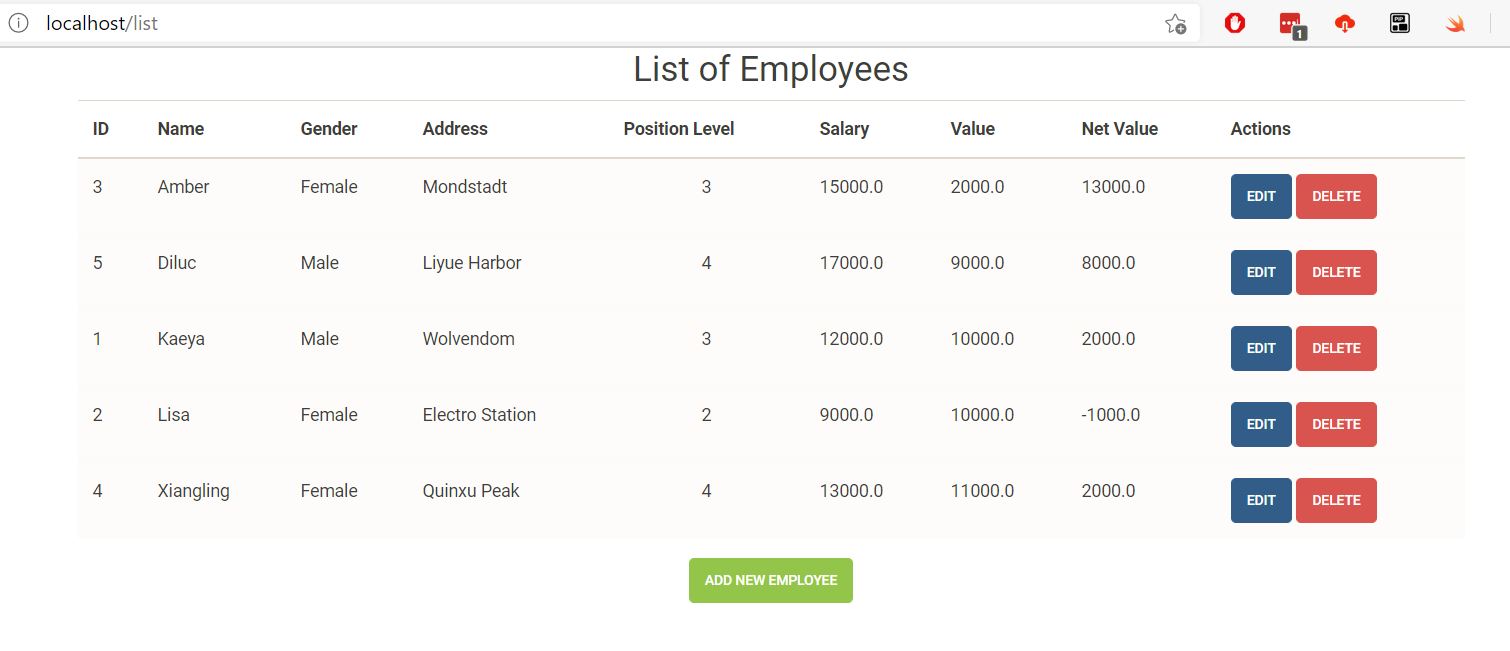 localhost/list
1
PIP
List of Employees
ID Name Gender Address Position Level Salary Value Net Value Actions
3 Amber Female Mondstadt 3 15000.0 2000.0 13000.0 EDIT DELETE
5 Diluc Male Liyue Harbor 4 17000.0 9000.0 8000.0 EDIT DELETE
1 Kaeya Male Wolvendom 3 12000.0 10000.0 2000.0 EDIT DELETE
2 Lisa Female Electro Station 2 9000.0 10000.0 -1000.0 EDIT DELETE
4 Xiangling Female Quinxu Peak 4 13000.0 11000.0 2000.0 EDIT DELETE
ADD NEW EMPLOYEE